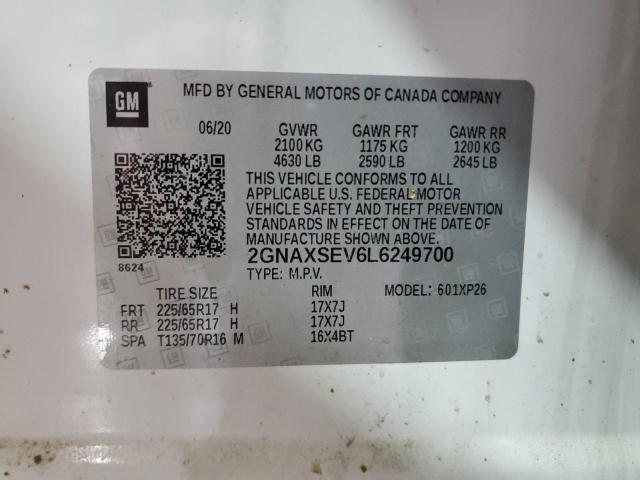 GM
MFD BY GENERAL MOTORS OF CANADA COMPANY
06/20 GVWR GAWR FRT GAWR RR
2100 KG 1175 KG 1200 KG
4630 LB 2590 LB 2645 LB
THIS VEHICLE CONFORMS TO ALL
APPLICABLE U.S. FEDERAL MOTOR
VEHICLE SAFETY AND THEFT PREVENTION
STANDARDS IN EFFECT ON THE DATE OF
MANUFACTURE SHOWN ABOVE.
8624 2GNAXSEV6L6249700
TYPE: M.P.V.
TIRE SIZE RIM MODEL: 601XP26
FRT 225/65R17 H 17X7J
RR 225/65R17 H 17X7J
SPA T135/70R16 M 16X4BT